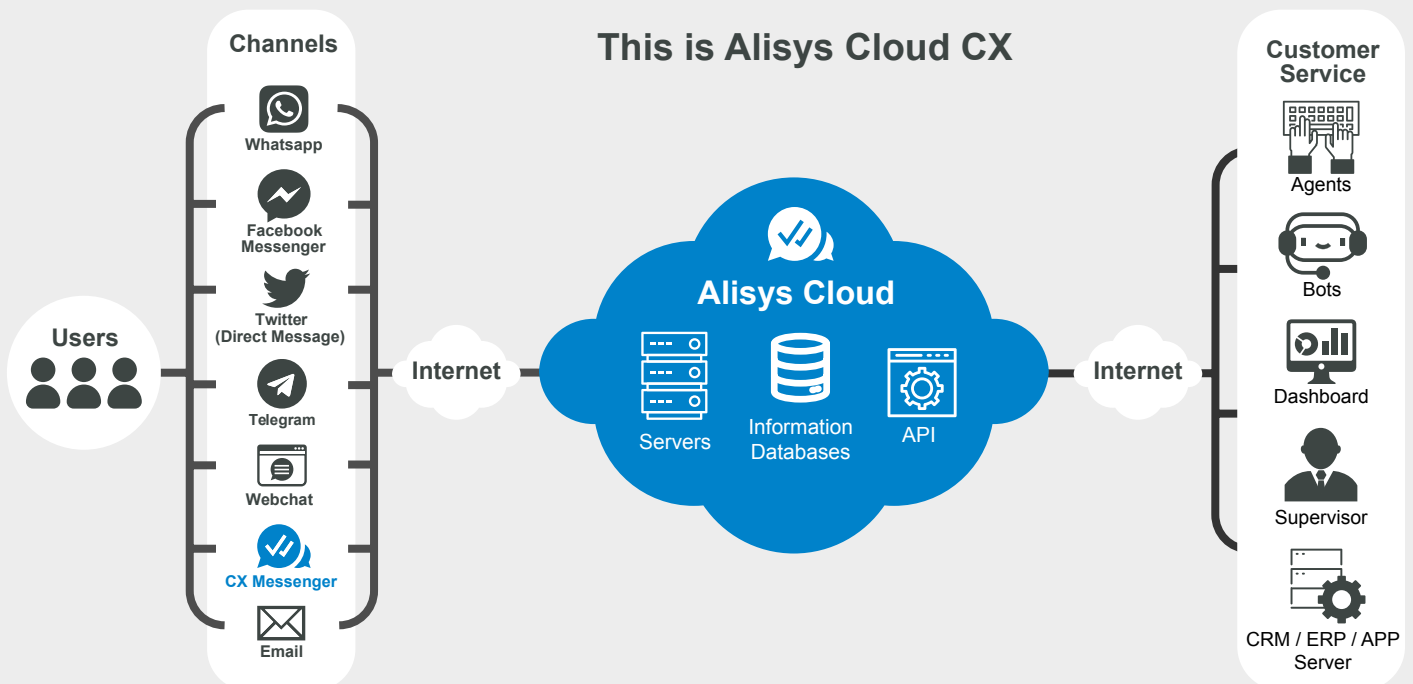 This is Alisys Cloud CX
Users
Channels
Whatsapp
Facebook
Messenger
Twitter
(Direct Message)
Telegram
Webchat
CX Messenger
Email
Internet
Alisys Cloud
Servers
Information
Databases
API
Internet
Customer
Service
Agents
Bots
Dashboard
Supervisor
CRM / ERP / APP
Server